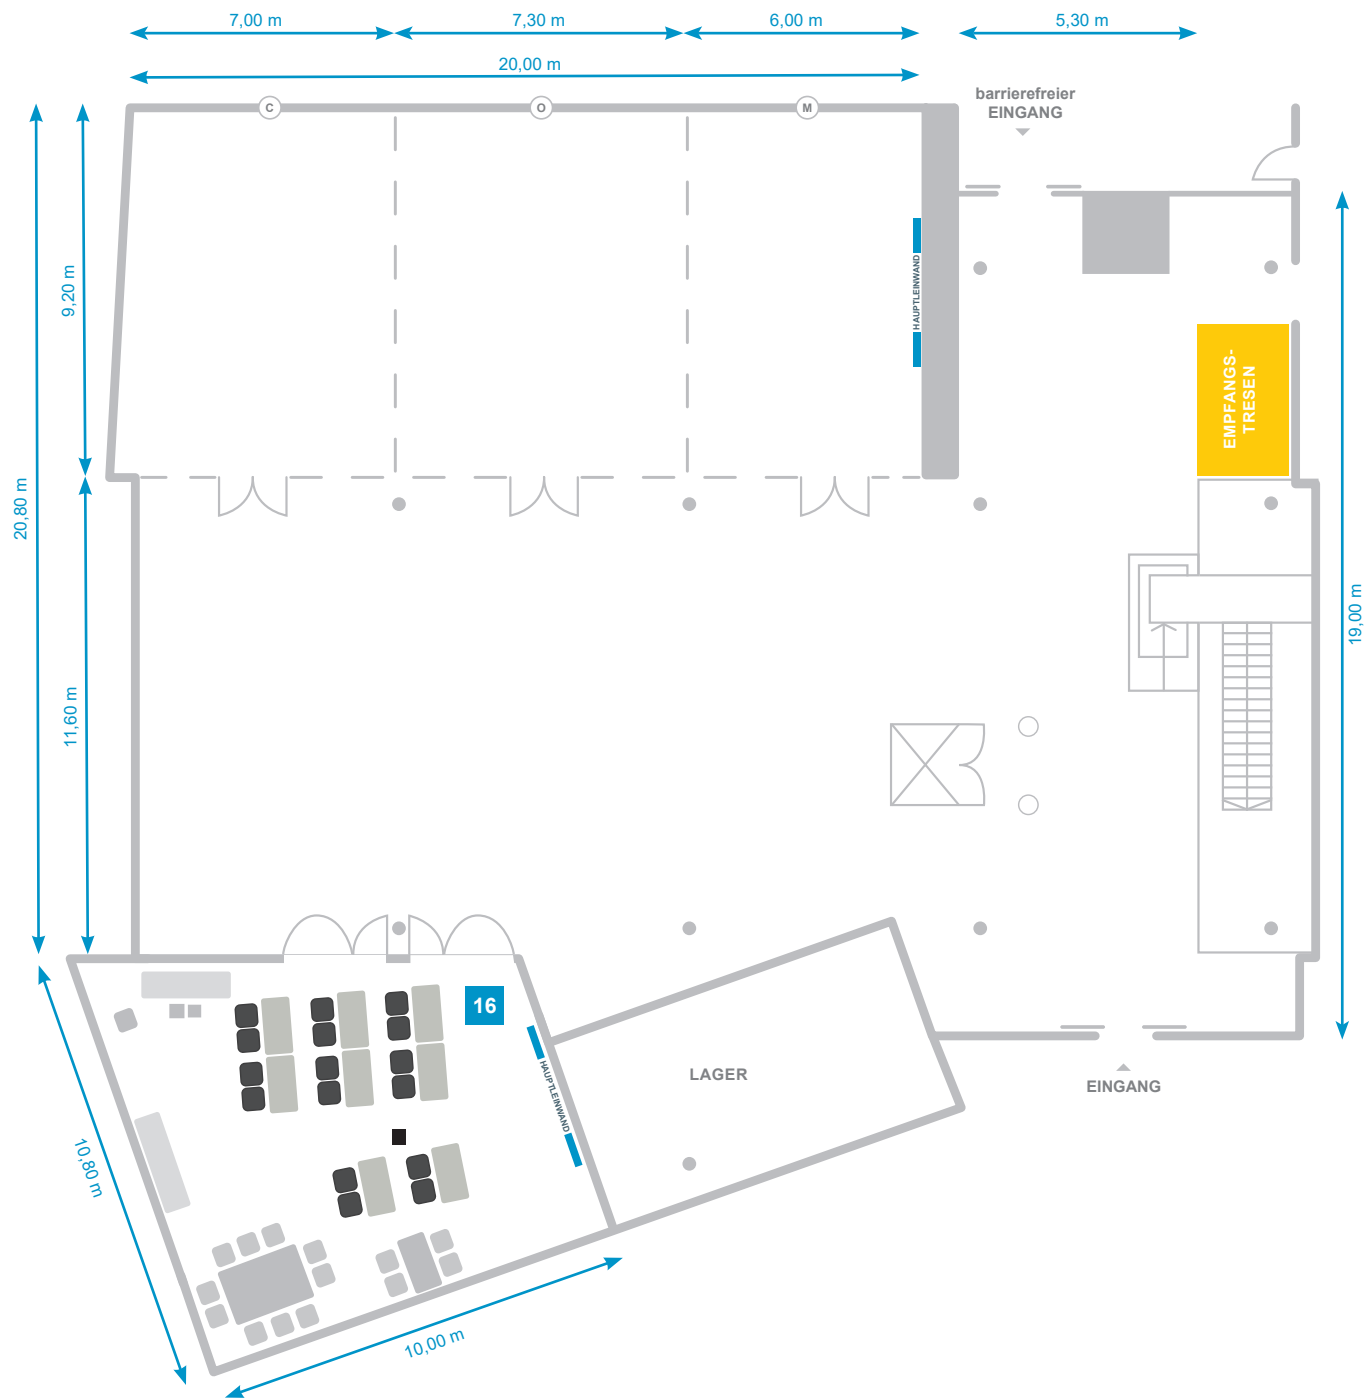 7,00 m
7,30 m
6,00 m
5,30 m
20,00 m
C
O
M
barrierefreier
EINGANG
9,20 m
HAUPTLEINWAND
EMPFANGS-
TRESEN
20,80 m
19,00 m
11,60 m
16
HAUPTLEINWAND
LAGER
EINGANG
10,80 m
10,00 m